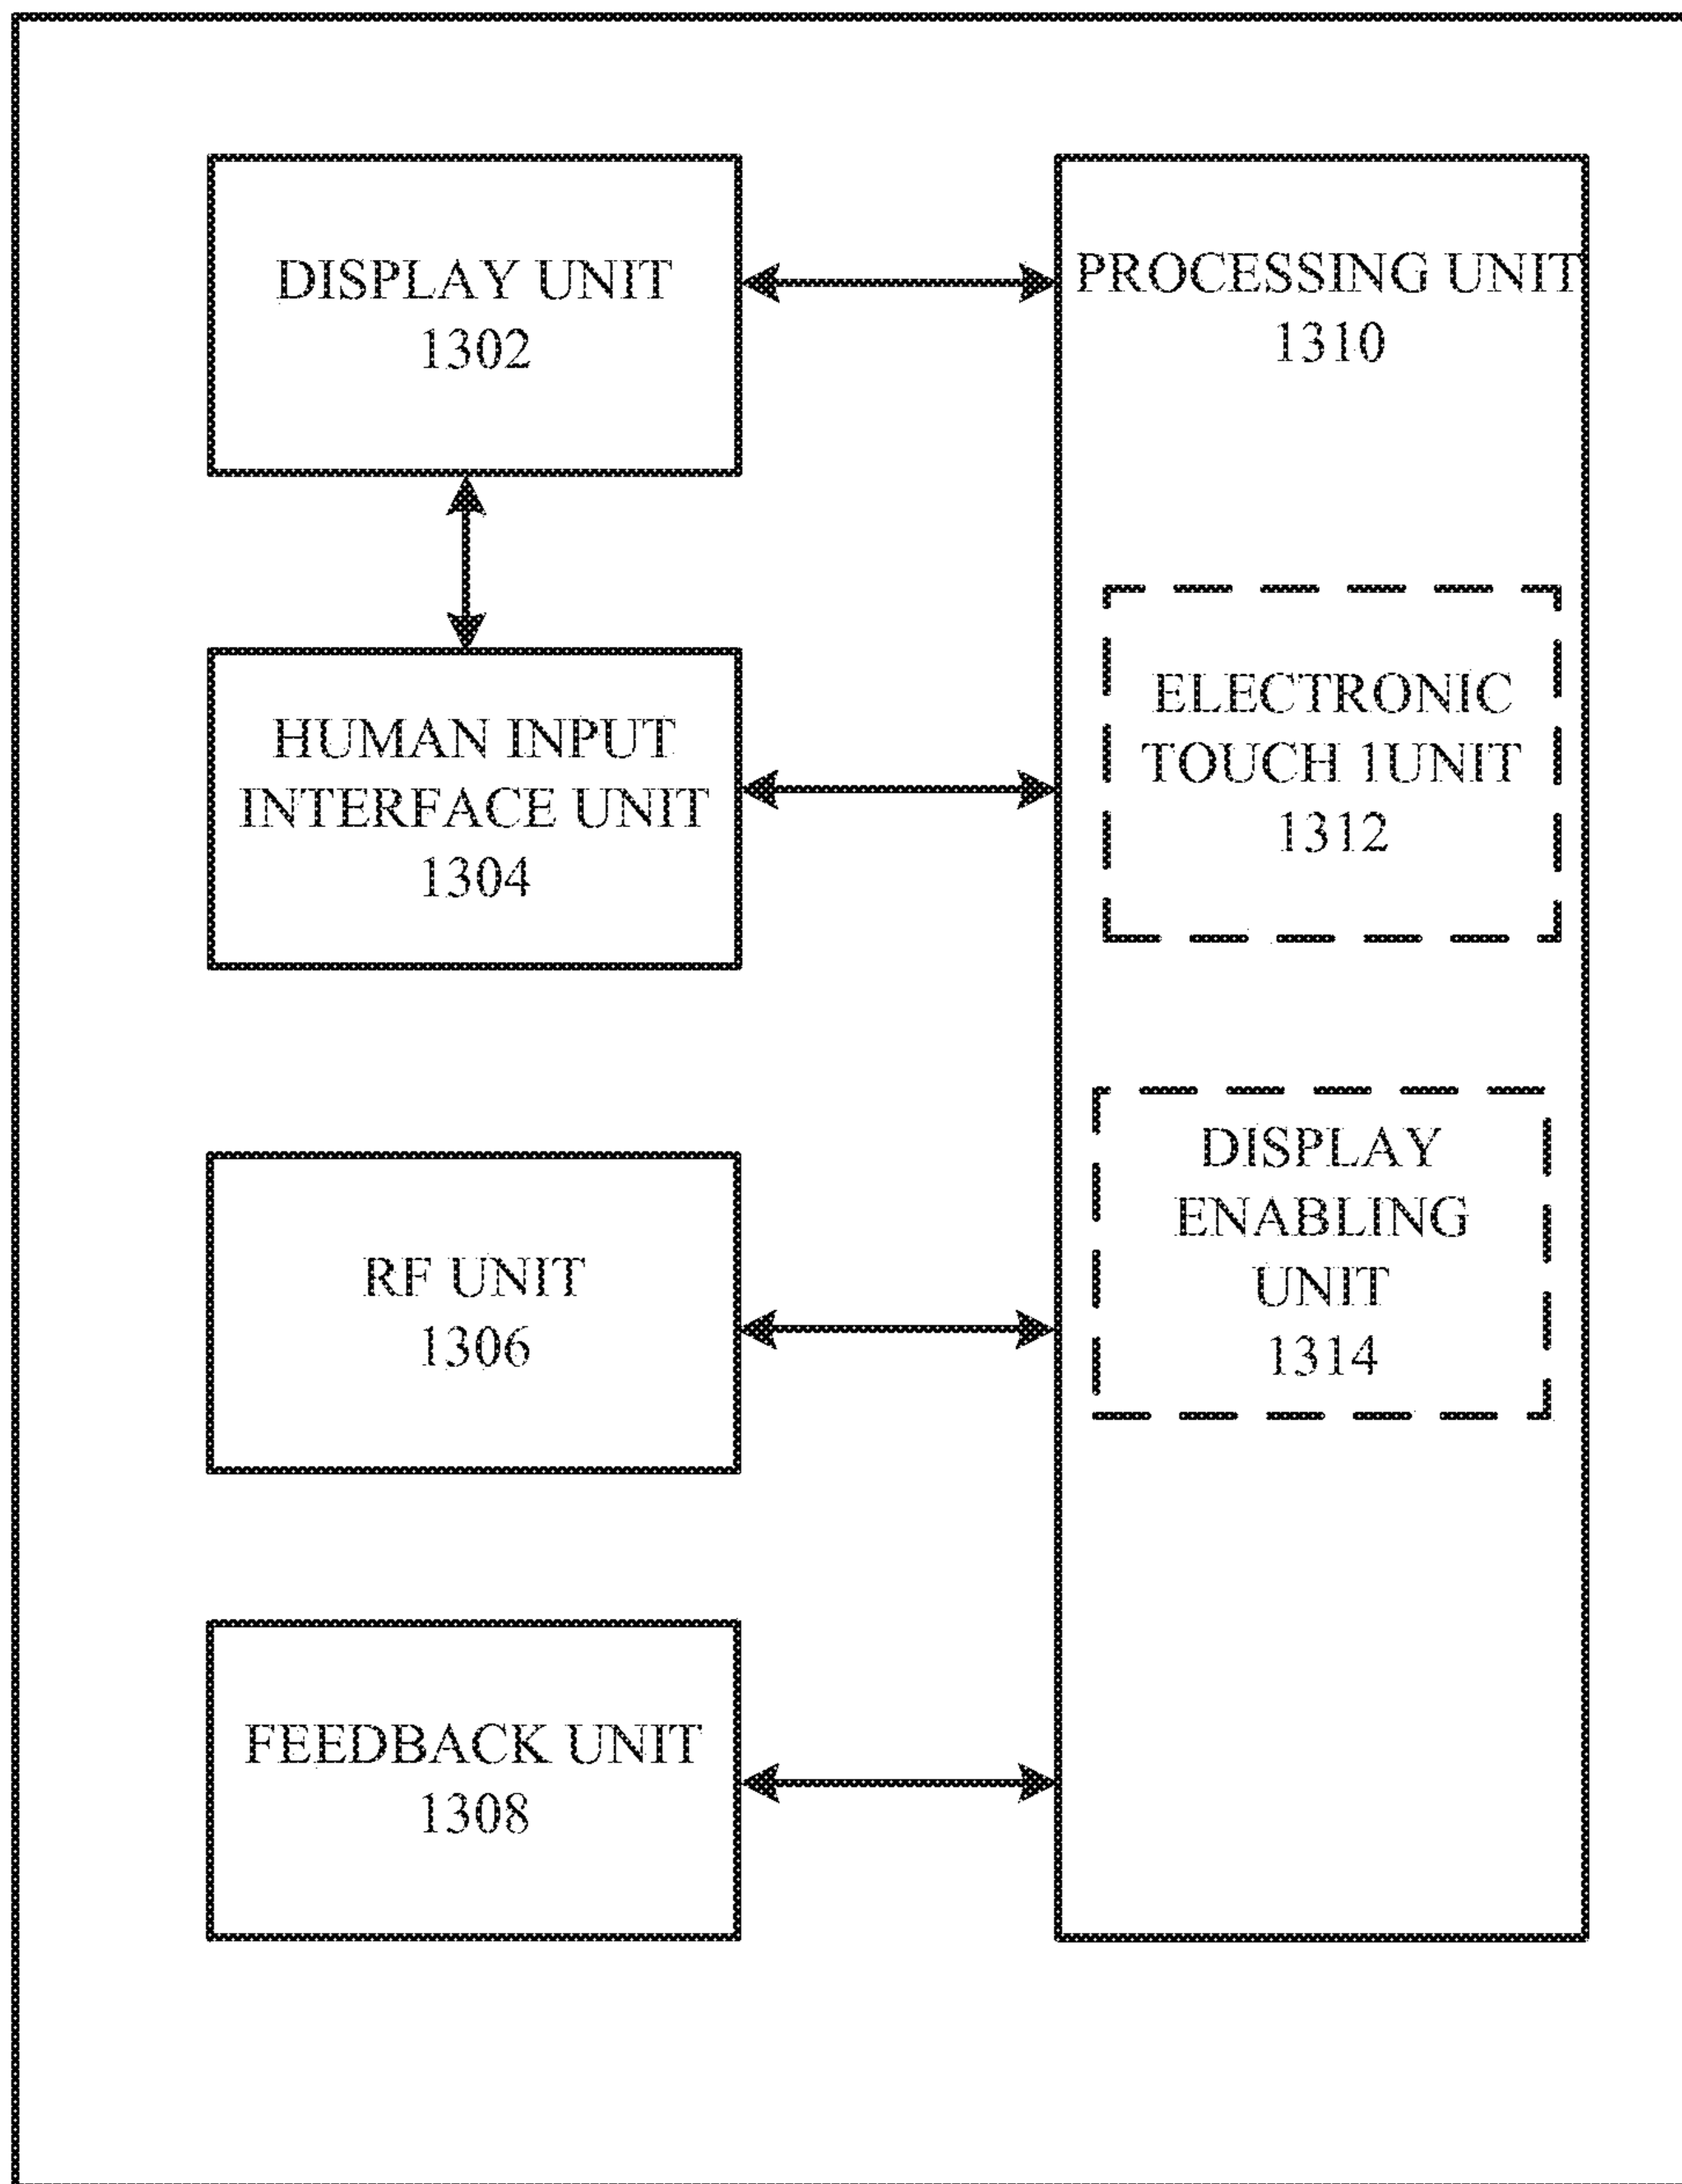 DISPLAY UNIT
1302
PROCESSING UNIT
1310
HUMAN INPUT
INTERFACE UNIT
1304
ELECTRONIC
TOUCH 1UNIT
1312
RF UNIT
1306
DISPLAY
ENABLING
UNIT
1314
FEEDBACK UNIT
1308